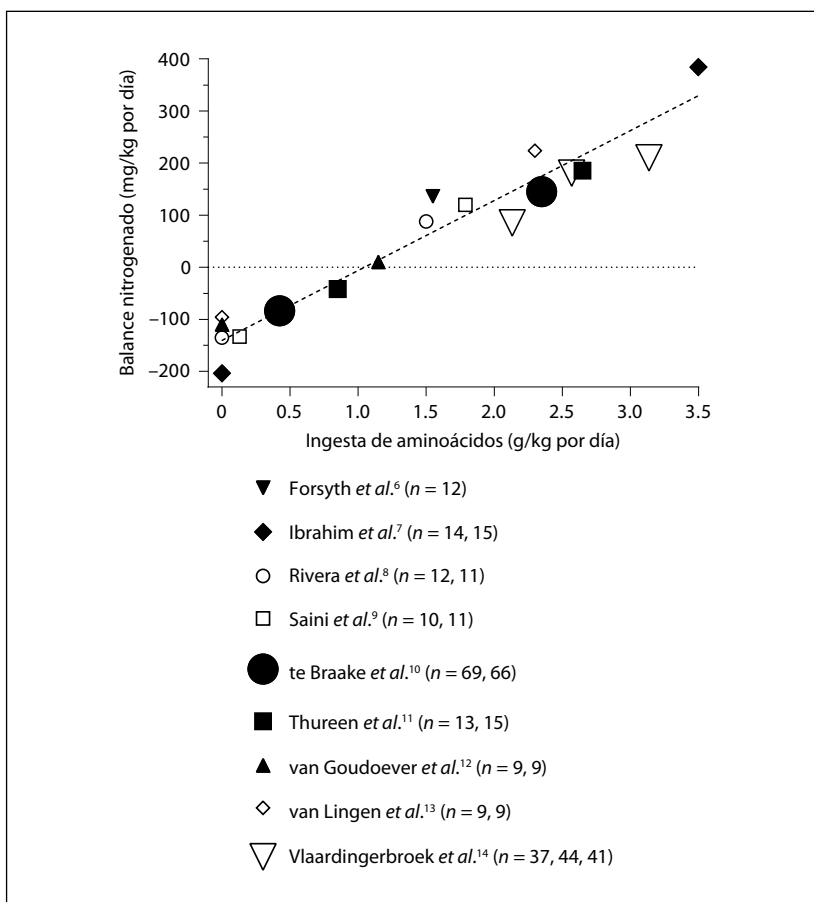 Balance nitrogenado (mg/kg por día)
400
300
200
100
0
–100
–200
0 0.5 1.0 1.5 2.0 2.5 3.0 3.5
Ingesta de aminoácidos (g/kg por día)
Forsyth et al.⁶ (n = 12)
Ibrahim et al.⁷ (n = 14, 15)
Rivera et al.⁸ (n = 12, 11)
Saini et al.⁹ (n = 10, 11)
te Braake et al.¹⁰ (n = 69, 66)
Thureen et al.¹¹ (n = 13, 15)
van Goudoever et al.¹² (n = 9, 9)
van Lingen et al.¹³ (n = 9, 9)
Vlaardingerbroek et al.¹⁴ (n = 37, 44, 41)